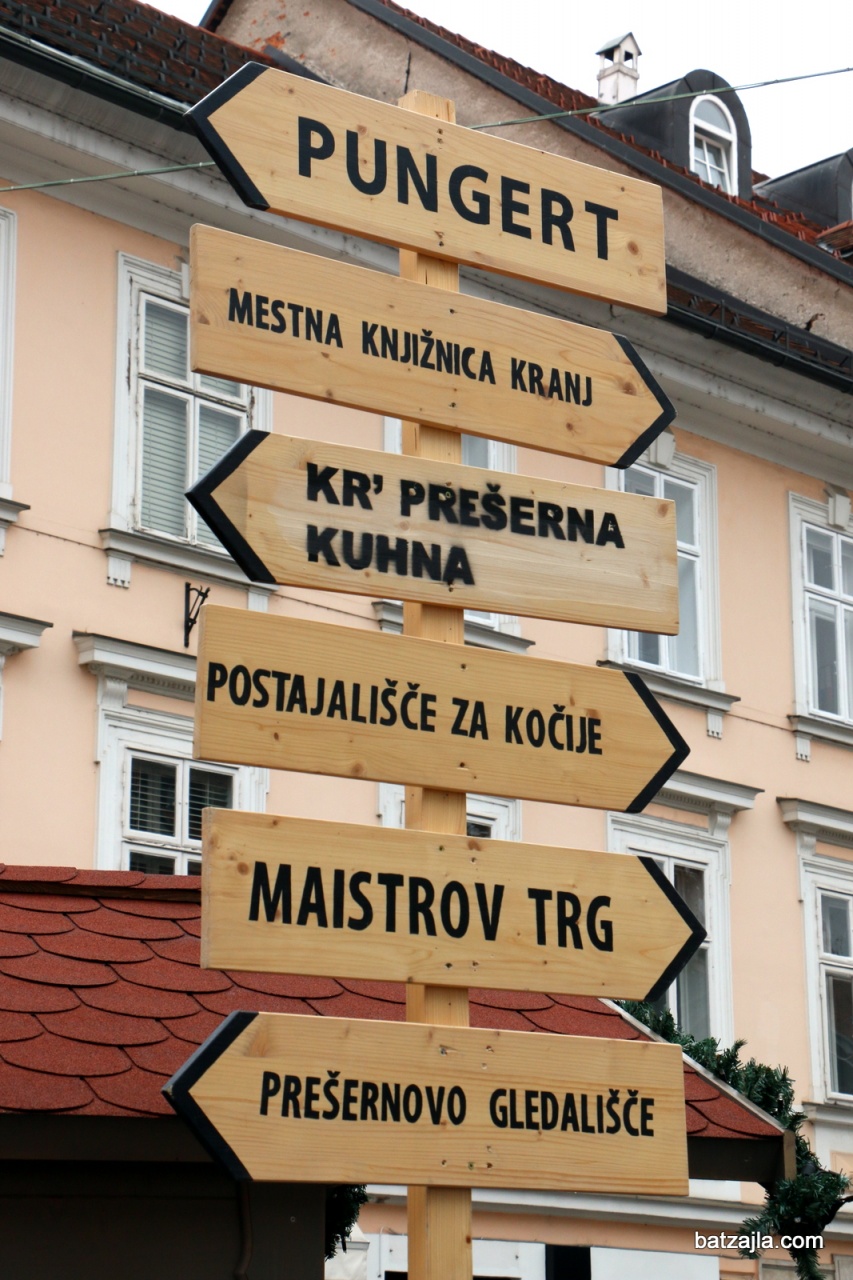 PUNGERT
MESTNA KNJIŽNICA KRANJ
KR' PREŠERNA
KUHNA
POSTAJALIŠČE ZA KOČIJE
MAISTROV TRG
PREŠERNOVO GLEDALIŠČE
batzajla.com